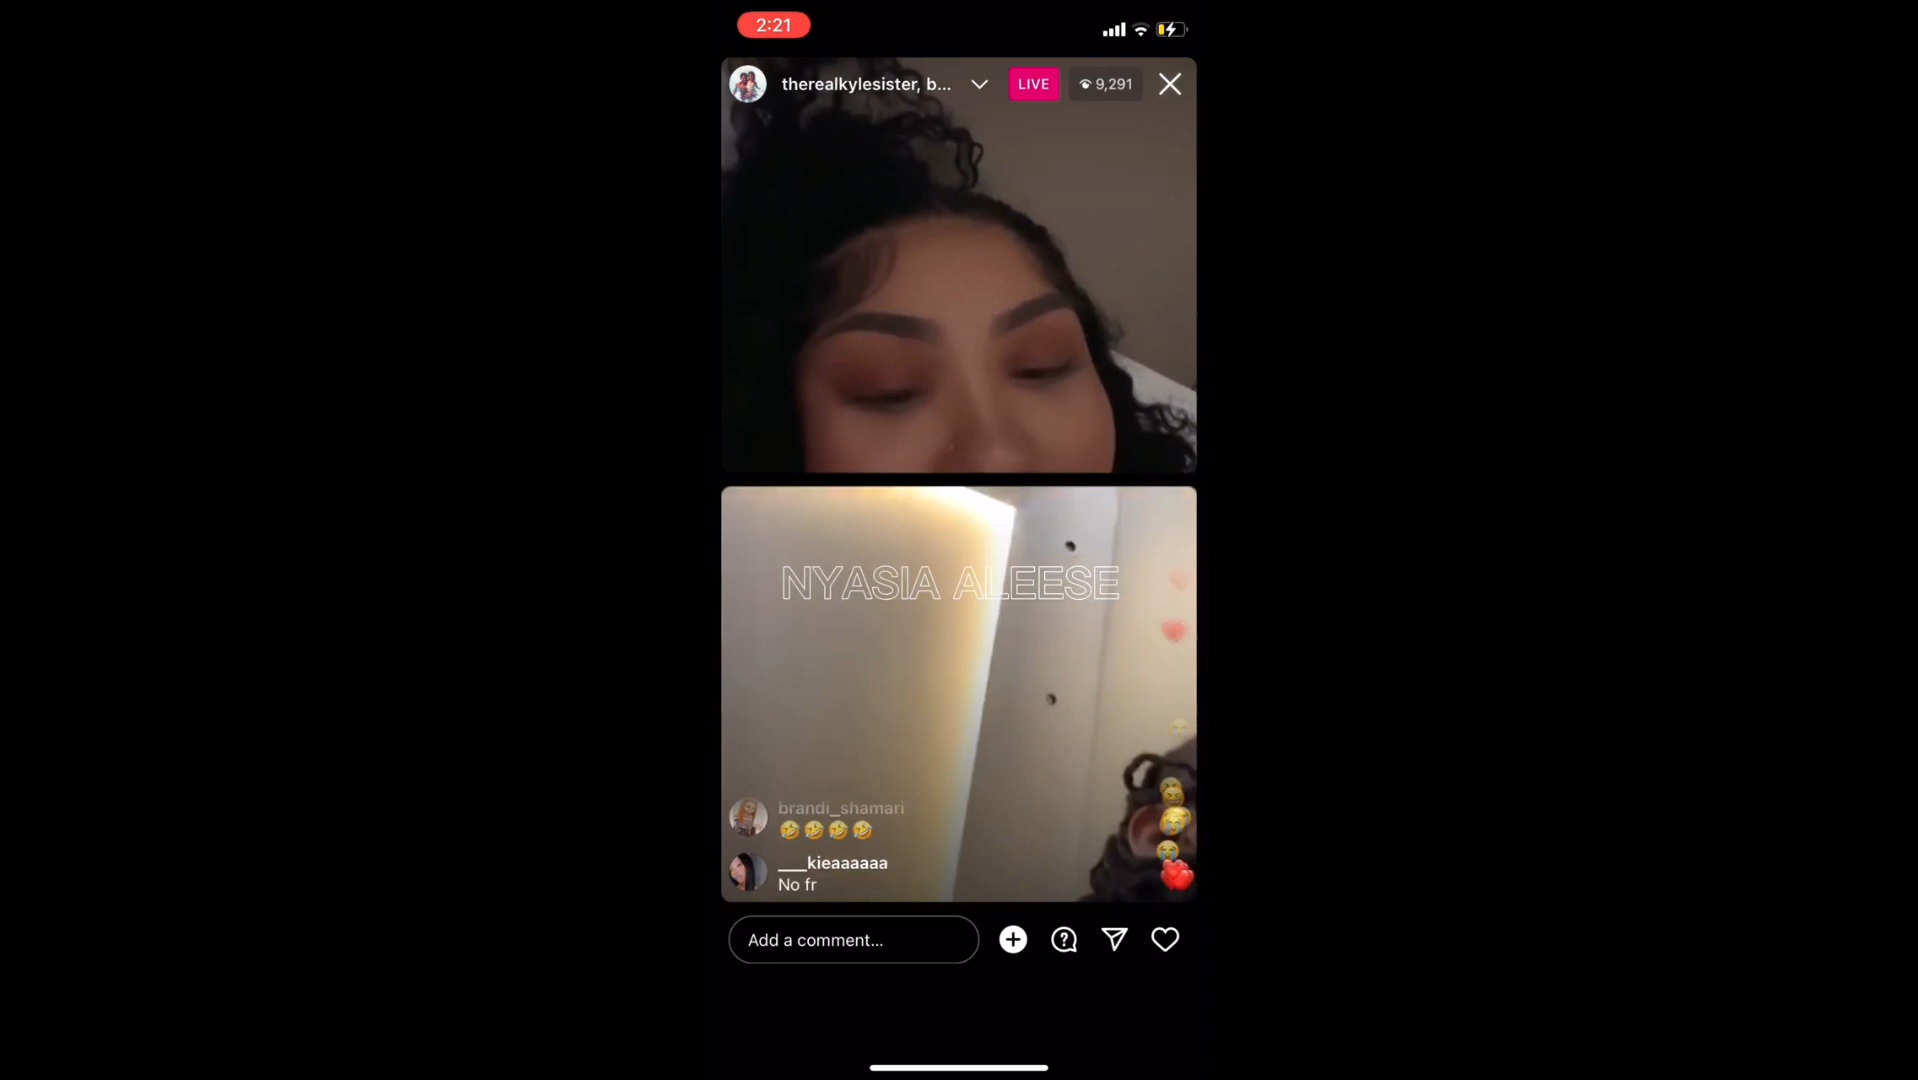 2:21
therealkylesister, b...
LIVE
9,291
NYASIA ALEESE
brandi_shamari
🤣🤣🤣🤣
___kieaaaaaa
No fr
Add a comment...